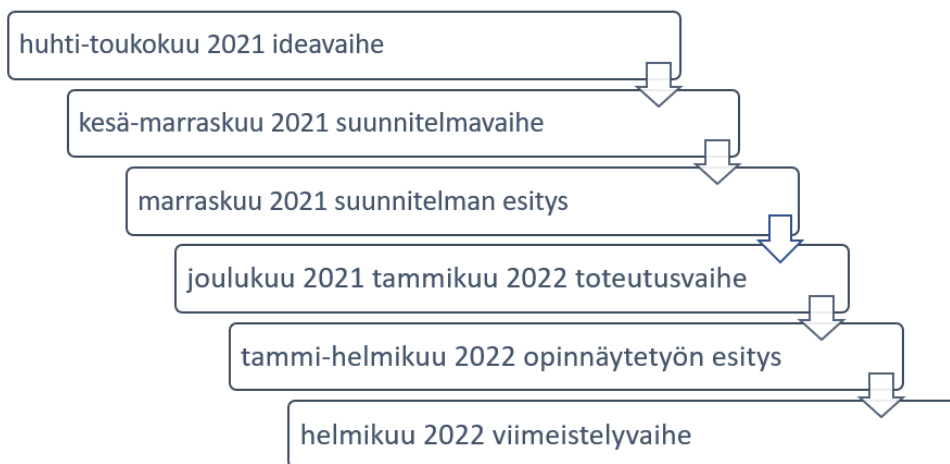 huhti-toukokuu 2021 ideavaihe
kesä-marraskuu 2021 suunnitelmavaihe
marraskuu 2021 suunnitelman esitys
joulukuu 2021 tammikuu 2022 toteutusvaihe
tammi-helmikuu 2022 opinnäytetyön esitys
helmikuu 2022 viimeistelyvaihe